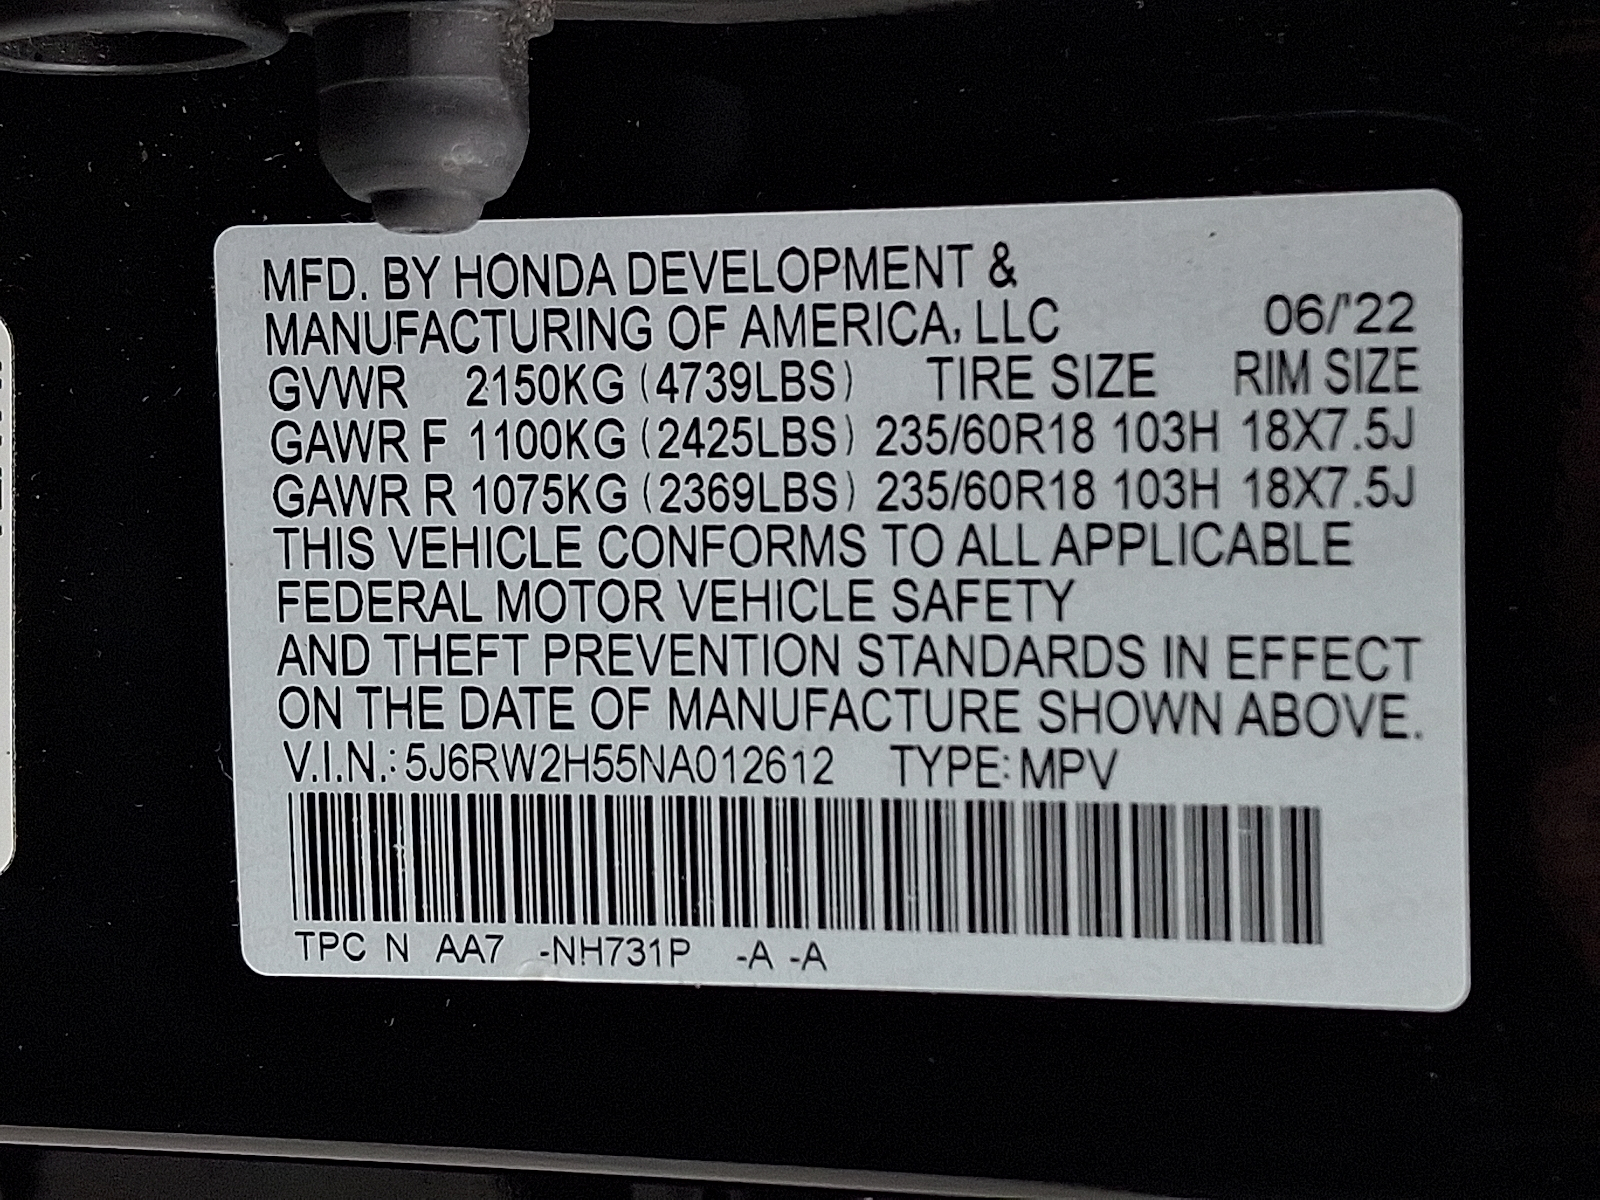 MFD. BY HONDA DEVELOPMENT &
MANUFACTURING OF AMERICA, LLC 06/'22
GVWR 2150KG (4739LBS) TIRE SIZE RIM SIZE
GAWR F 1100KG (2425LBS) 235/60R18 103H 18X7.5J
GAWR R 1075KG (2369LBS) 235/60R18 103H 18X7.5J
THIS VEHICLE CONFORMS TO ALL APPLICABLE
FEDERAL MOTOR VEHICLE SAFETY
AND THEFT PREVENTION STANDARDS IN EFFECT
ON THE DATE OF MANUFACTURE SHOWN ABOVE.
V.I.N.: 5J6RW2H55NA012612 TYPE: MPV
TPC N AA7 -NH731P -A -A